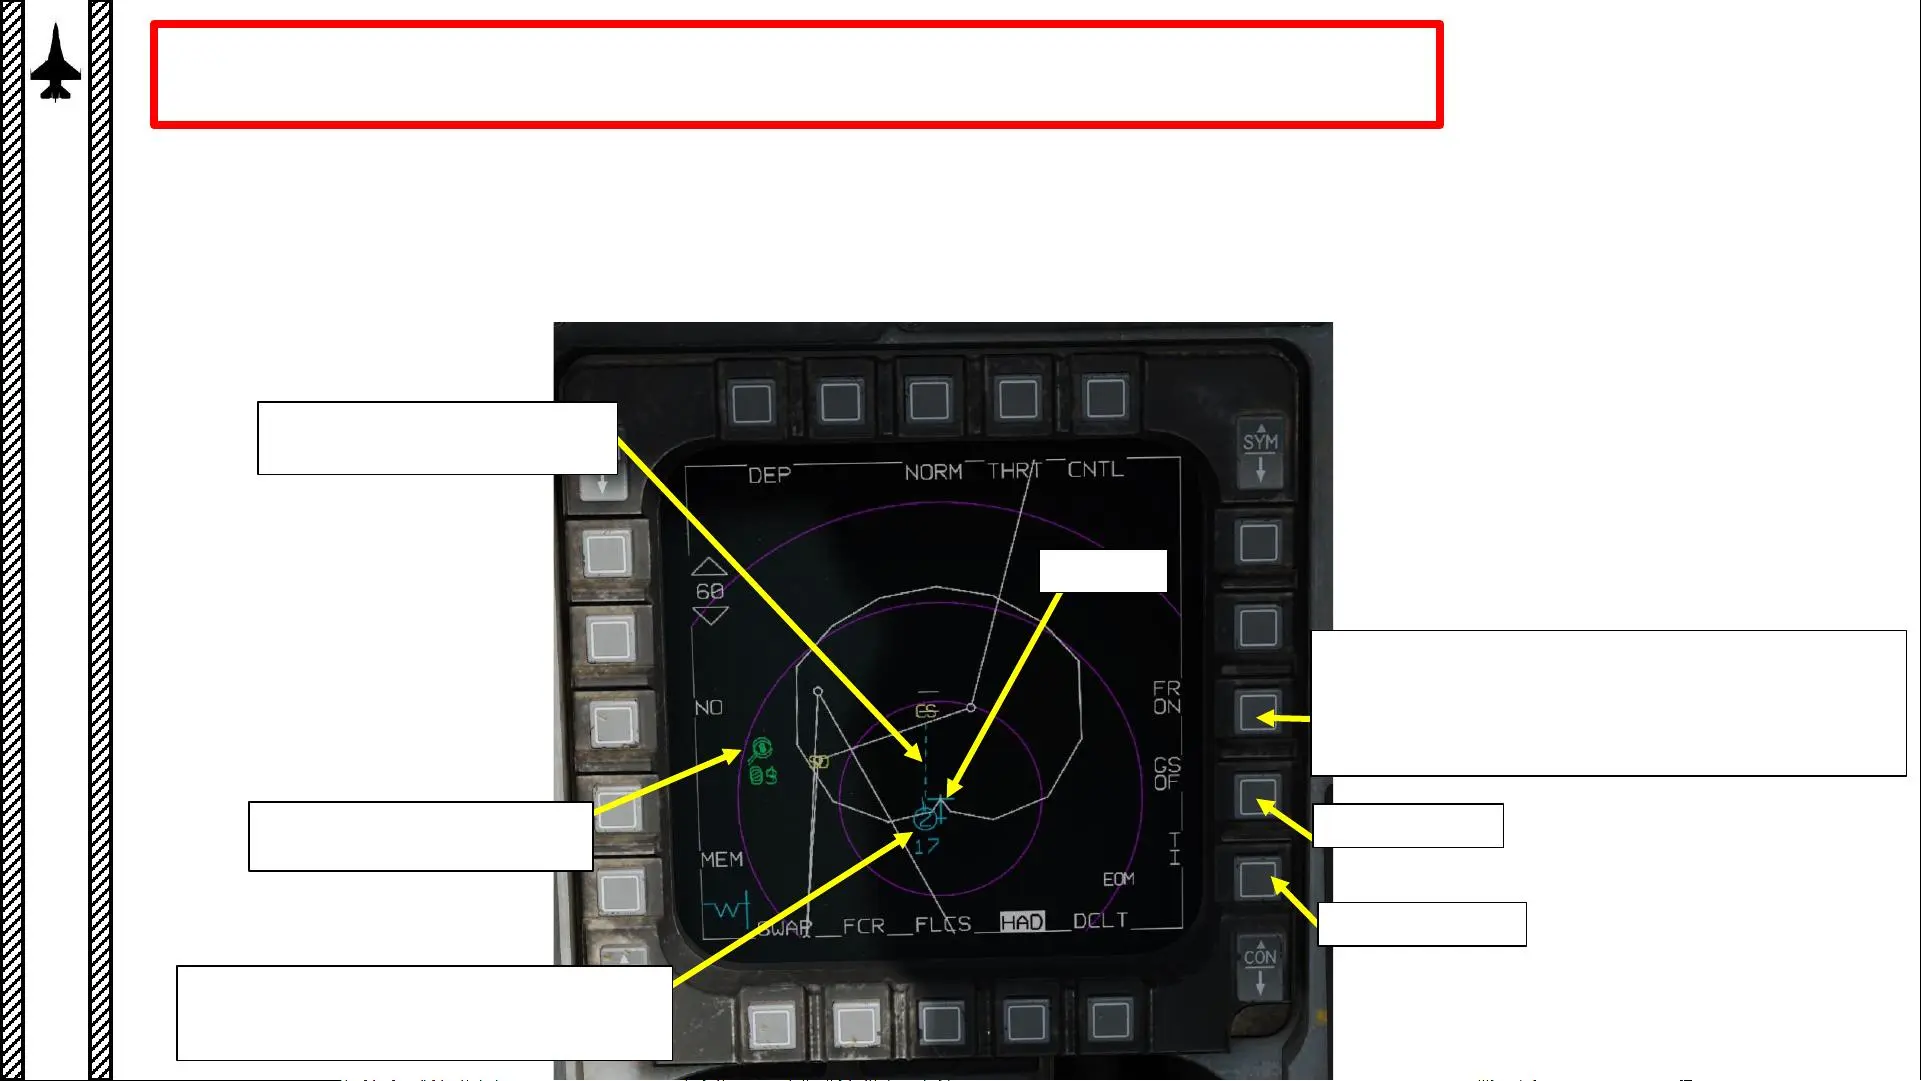 SYM
DEP NORM THRT CNTL
60
FR
ON
NO
CS
GS
OF
17
T
I
MEM
EOM
SWAP FCR FLCS HAD DCLT
CON